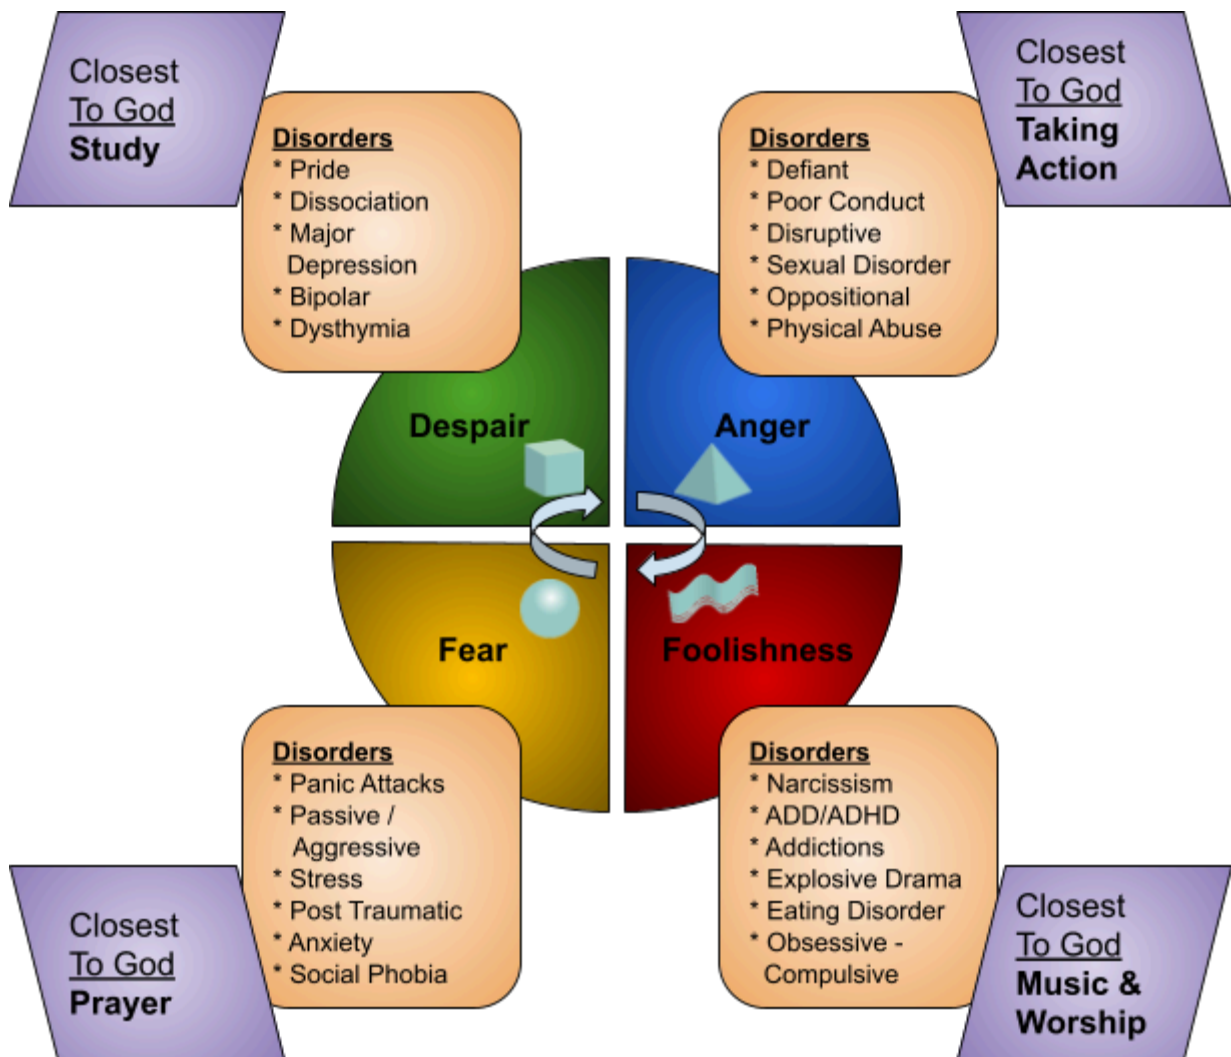 Closest
To God
Study
Disorders
* Pride
* Dissociation
* Major
Depression
* Bipolar
* Dysthymia
Closest
To God
Taking
Action
Disorders
* Defiant
* Poor Conduct
* Disruptive
* Sexual Disorder
* Oppositional
* Physical Abuse
Despair
Anger
Fear
Foolishness
Disorders
* Panic Attacks
* Passive /
Aggressive
* Stress
* Post Traumatic
* Anxiety
* Social Phobia
Closest
To God
Prayer
Disorders
* Narcissism
* ADD/ADHD
* Addictions
* Explosive Drama
* Eating Disorder
* Obsessive -
Compulsive
Closest
To God
Music &
Worship